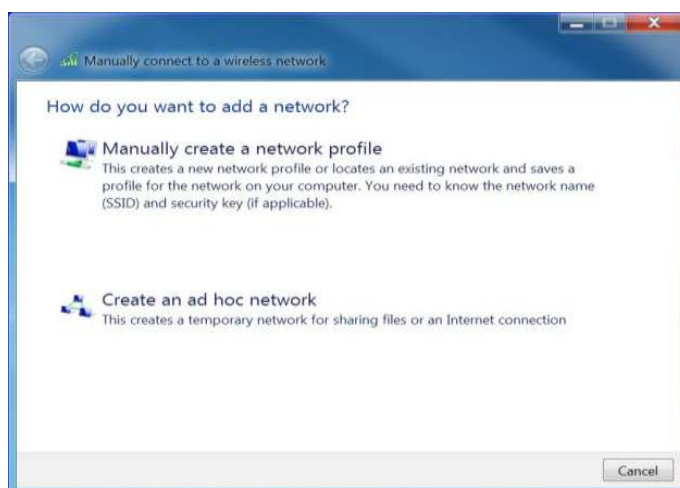 Manually connect to a wireless network
How do you want to add a network?
Manually create a network profile
This creates a new network profile or locates an existing network and saves a
profile for the network on your computer. You need to know the network name
(SSID) and security key (if applicable).
Create an ad hoc network
This creates a temporary network for sharing files or an Internet connection
Cancel